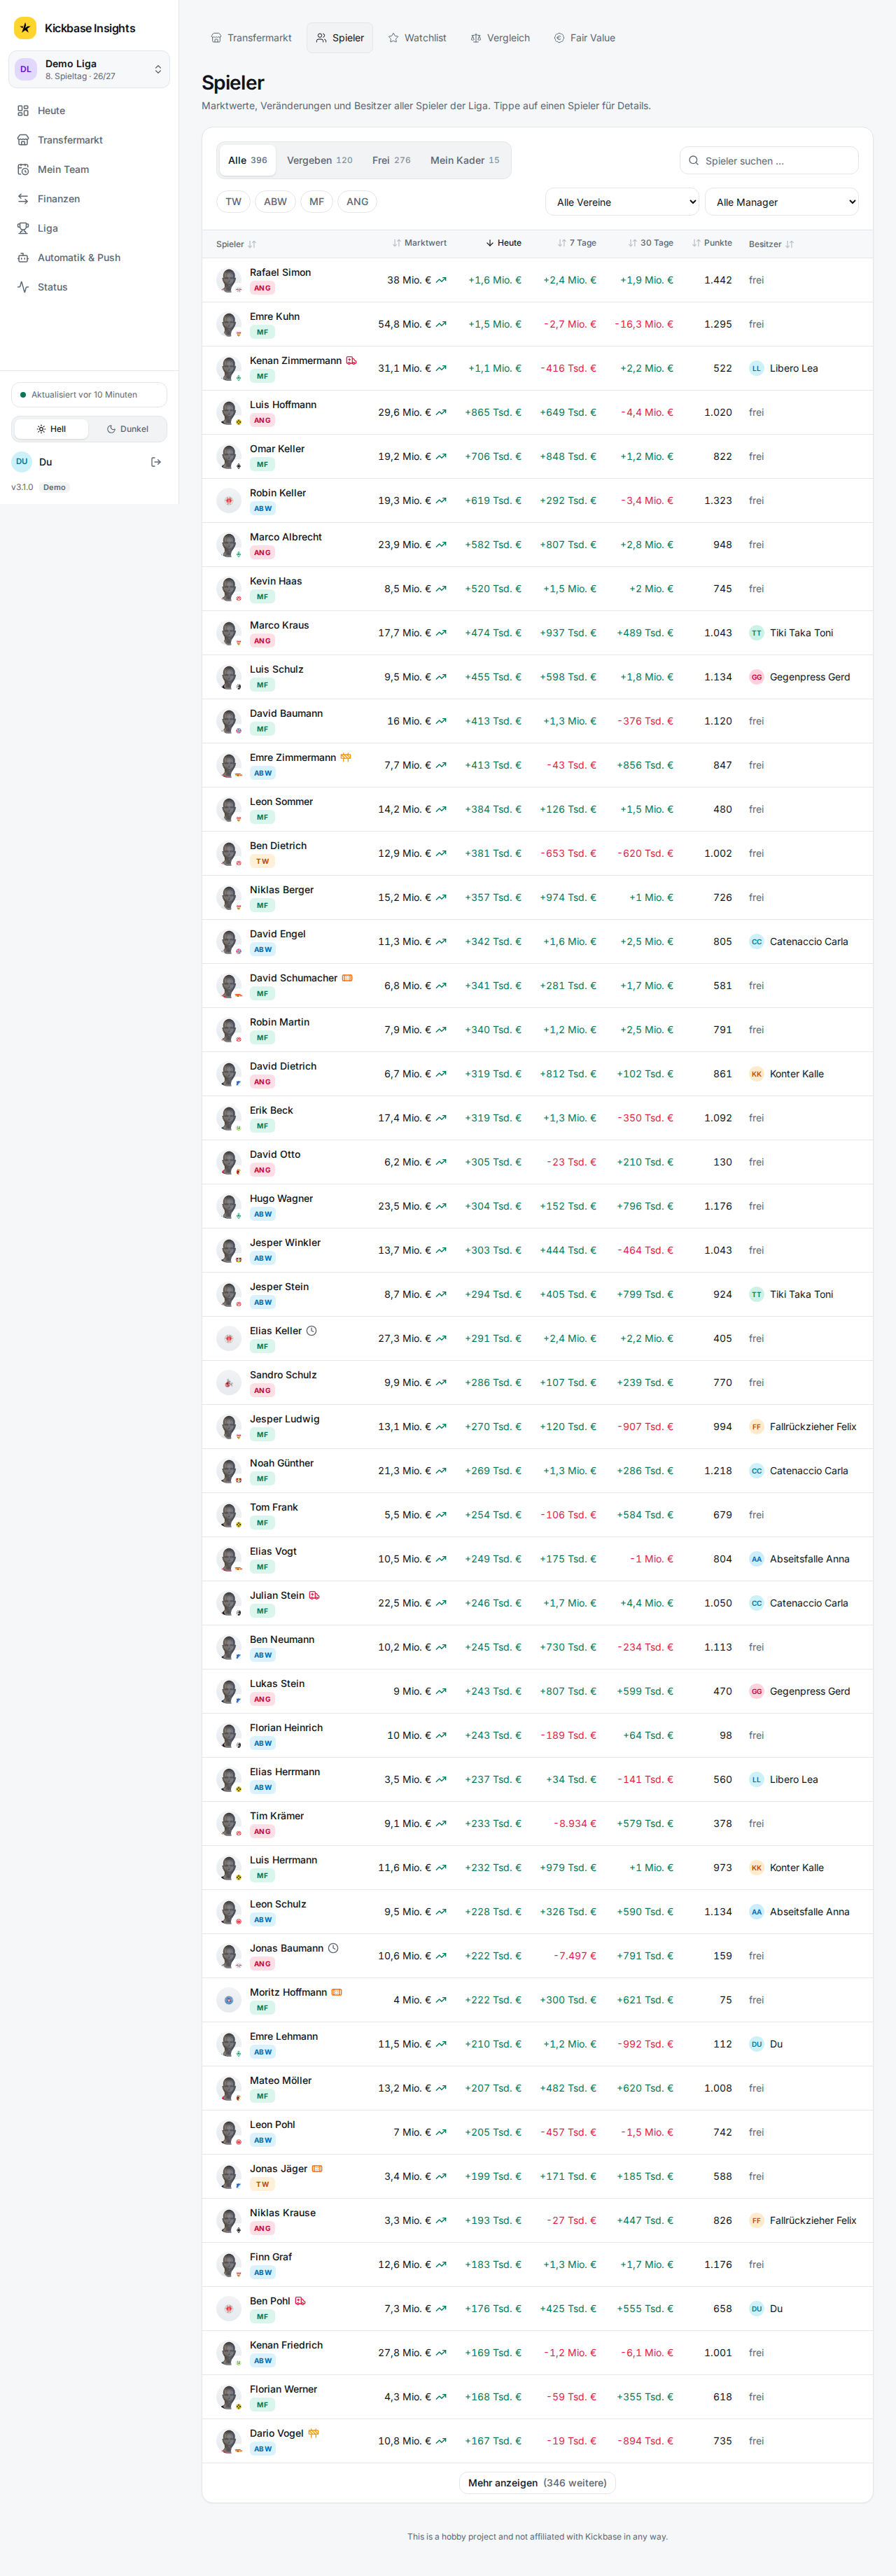 Kickbase Insights
DL Demo Liga
8. Spieltag · 26/27
Heute
Transfermarkt
Mein Team
Finanzen
Liga
Automatik & Push
Status
Aktualisiert vor 10 Minuten
Hell Dunkel
DU Du
v3.1.0 Demo
Transfermarkt Spieler Watchlist Vergleich Fair Value
Spieler
Marktwerte, Veränderungen und Besitzer aller Spieler der Liga. Tippe auf einen Spieler für Details.
Alle 396 Vergeben 120 Frei 276 Mein Kader 15
Spieler suchen ...
TW ABW MF ANG
Alle Vereine
Alle Manager
Spieler Marktwert Heute 7 Tage 30 Tage Punkte Besitzer
Rafael Simon ANG 38 Mio. € +1,6 Mio. € +2,4 Mio. € +1,9 Mio. € 1.442 frei
Emre Kuhn MF 54,8 Mio. € +1,5 Mio. € -2,7 Mio. € -16,3 Mio. € 1.295 frei
Kenan Zimmermann MF 31,1 Mio. € +1,1 Mio. € -416 Tsd. € +2,2 Mio. € 522 LL Libero Lea
Luis Hoffmann ANG 29,6 Mio. € +865 Tsd. € +649 Tsd. € -4,4 Mio. € 1.020 frei
Omar Keller MF 19,2 Mio. € +706 Tsd. € +848 Tsd. € +1,2 Mio. € 822 frei
Robin Keller ABW 19,3 Mio. € +619 Tsd. € +292 Tsd. € -3,4 Mio. € 1.323 frei
Marco Albrecht ANG 23,9 Mio. € +582 Tsd. € +807 Tsd. € +2,8 Mio. € 948 frei
Kevin Haas MF 8,5 Mio. € +520 Tsd. € +1,5 Mio. € +2 Mio. € 745 frei
Marco Kraus ANG 17,7 Mio. € +474 Tsd. € +937 Tsd. € +489 Tsd. € 1.043 TT Tiki Taka Toni
Luis Schulz MF 9,5 Mio. € +455 Tsd. € +598 Tsd. € +1,8 Mio. € 1.134 GG Gegenpress Gerd
David Baumann MF 16 Mio. € +413 Tsd. € +1,3 Mio. € -376 Tsd. € 1.120 frei
Emre Zimmermann ABW 7,7 Mio. € +413 Tsd. € -43 Tsd. € +856 Tsd. € 847 frei
Leon Sommer MF 14,2 Mio. € +384 Tsd. € +126 Tsd. € +1,5 Mio. € 480 frei
Ben Dietrich TW 12,9 Mio. € +381 Tsd. € -653 Tsd. € -620 Tsd. € 1.002 frei
Niklas Berger MF 15,2 Mio. € +357 Tsd. € +974 Tsd. € +1 Mio. € 726 frei
David Engel ABW 11,3 Mio. € +342 Tsd. € +1,6 Mio. € +2,5 Mio. € 805 CC Catenaccio Carla
David Schumacher MF 6,8 Mio. € +341 Tsd. € +281 Tsd. € +1,7 Mio. € 581 frei
Robin Martin MF 7,9 Mio. € +340 Tsd. € +1,2 Mio. € +2,5 Mio. € 791 frei
David Dietrich ANG 6,7 Mio. € +319 Tsd. € +812 Tsd. € +102 Tsd. € 861 KK Konter Kalle
Erik Beck MF 17,4 Mio. € +319 Tsd. € +1,3 Mio. € -350 Tsd. € 1.092 frei
David Otto ANG 6,2 Mio. € +305 Tsd. € -23 Tsd. € +210 Tsd. € 130 frei
Hugo Wagner ABW 23,5 Mio. € +304 Tsd. € +152 Tsd. € +796 Tsd. € 1.176 frei
Jesper Winkler ABW 13,7 Mio. € +303 Tsd. € +444 Tsd. € -464 Tsd. € 1.043 frei
Jesper Stein ABW 8,7 Mio. € +294 Tsd. € +405 Tsd. € +799 Tsd. € 924 TT Tiki Taka Toni
Elias Keller MF 27,3 Mio. € +291 Tsd. € +2,4 Mio. € +2,2 Mio. € 405 frei
Sandro Schulz ANG 9,9 Mio. € +286 Tsd. € +107 Tsd. € +239 Tsd. € 770 frei
Jesper Ludwig MF 13,1 Mio. € +270 Tsd. € +120 Tsd. € -907 Tsd. € 994 FF Fallrückzieher Felix
Noah Günther MF 21,3 Mio. € +269 Tsd. € +1,3 Mio. € +286 Tsd. € 1.218 CC Catenaccio Carla
Tom Frank MF 5,5 Mio. € +254 Tsd. € -106 Tsd. € +584 Tsd. € 679 frei
Elias Vogt MF 10,5 Mio. € +249 Tsd. € +175 Tsd. € -1 Mio. € 804 AA Abseitsfalle Anna
Julian Stein MF 22,5 Mio. € +246 Tsd. € +1,7 Mio. € +4,4 Mio. € 1.050 CC Catenaccio Carla
Ben Neumann ABW 10,2 Mio. € +245 Tsd. € +730 Tsd. € -234 Tsd. € 1.113 frei
Lukas Stein ANG 9 Mio. € +243 Tsd. € +807 Tsd. € +599 Tsd. € 470 GG Gegenpress Gerd
Florian Heinrich ABW 10 Mio. € +243 Tsd. € -189 Tsd. € +64 Tsd. € 98 frei
Elias Herrmann ABW 3,5 Mio. € +237 Tsd. € +34 Tsd. € -141 Tsd. € 560 LL Libero Lea
Tim Krämer ANG 9,1 Mio. € +233 Tsd. € -8.934 € +579 Tsd. € 378 frei
Luis Herrmann MF 11,6 Mio. € +232 Tsd. € +979 Tsd. € +1 Mio. € 973 KK Konter Kalle
Leon Schulz ABW 9,5 Mio. € +228 Tsd. € +326 Tsd. € +590 Tsd. € 1.134 AA Abseitsfalle Anna
Jonas Baumann ANG 10,6 Mio. € +222 Tsd. € -7.497 € +791 Tsd. € 159 frei
Moritz Hoffmann MF 4 Mio. € +222 Tsd. € +300 Tsd. € +621 Tsd. € 75 frei
Emre Lehmann ABW 11,5 Mio. € +210 Tsd. € +1,2 Mio. € -992 Tsd. € 112 DU Du
Mateo Möller MF 13,2 Mio. € +207 Tsd. € +482 Tsd. € +620 Tsd. € 1.008 frei
Leon Pohl ABW 7 Mio. € +205 Tsd. € -457 Tsd. € -1,5 Mio. € 742 frei
Jonas Jäger TW 3,4 Mio. € +199 Tsd. € +171 Tsd. € +185 Tsd. € 588 frei
Niklas Krause ANG 3,3 Mio. € +193 Tsd. € -27 Tsd. € +447 Tsd. € 826 FF Fallrückzieher Felix
Finn Graf ABW 12,6 Mio. € +183 Tsd. € +1,3 Mio. € +1,7 Mio. € 1.176 frei
Ben Pohl MF 7,3 Mio. € +176 Tsd. € +425 Tsd. € +555 Tsd. € 658 DU Du
Kenan Friedrich ABW 27,8 Mio. € +169 Tsd. € -1,2 Mio. € -6,1 Mio. € 1.001 frei
Florian Werner MF 4,3 Mio. € +168 Tsd. € -59 Tsd. € +355 Tsd. € 618 frei
Dario Vogel ABW 10,8 Mio. € +167 Tsd. € -19 Tsd. € -894 Tsd. € 735 frei
Mehr anzeigen (346 weitere)
This is a hobby project and not affiliated with Kickbase in any way.